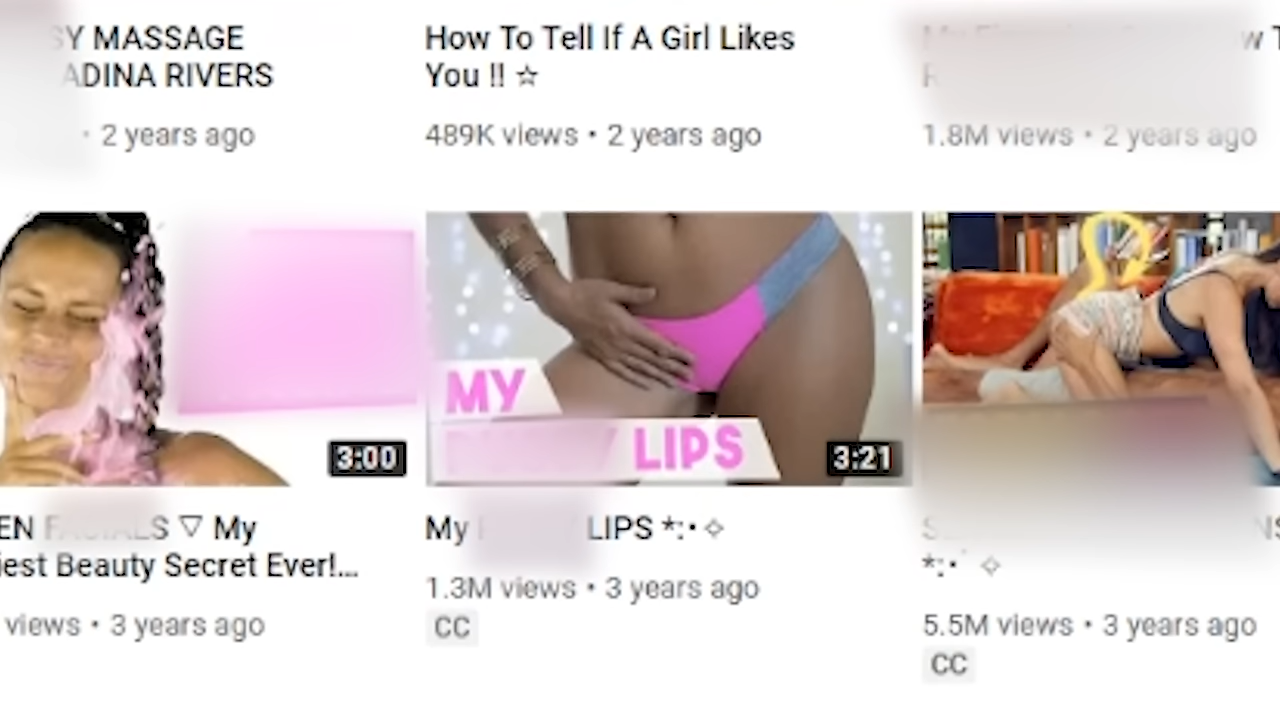 SY MASSAGE
ADINA RIVERS
• 2 years ago
How To Tell If A Girl Likes
You !! ☆
489K views • 2 years ago
1.8M views • 2 years ago
3:00
MY
LIPS
3:21
EN FACIALS ▽ My
iest Beauty Secret Ever!...
views • 3 years ago
My LIPS *:•✧
1.3M views • 3 years ago
CC
*:• ✧
5.5M views • 3 years ago
CC